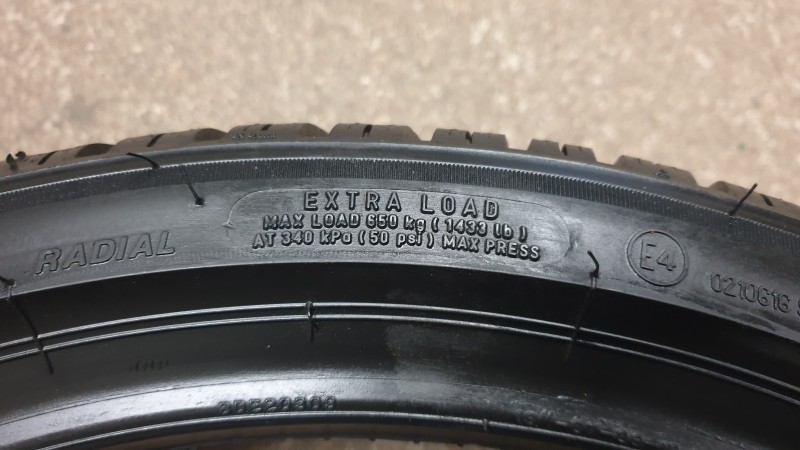 EXTRA LOAD
MAX LOAD 650 kg ( 1433 lb )
AT 340 kPa ( 50 psi ) MAX PRESS
RADIAL
E4
0210616